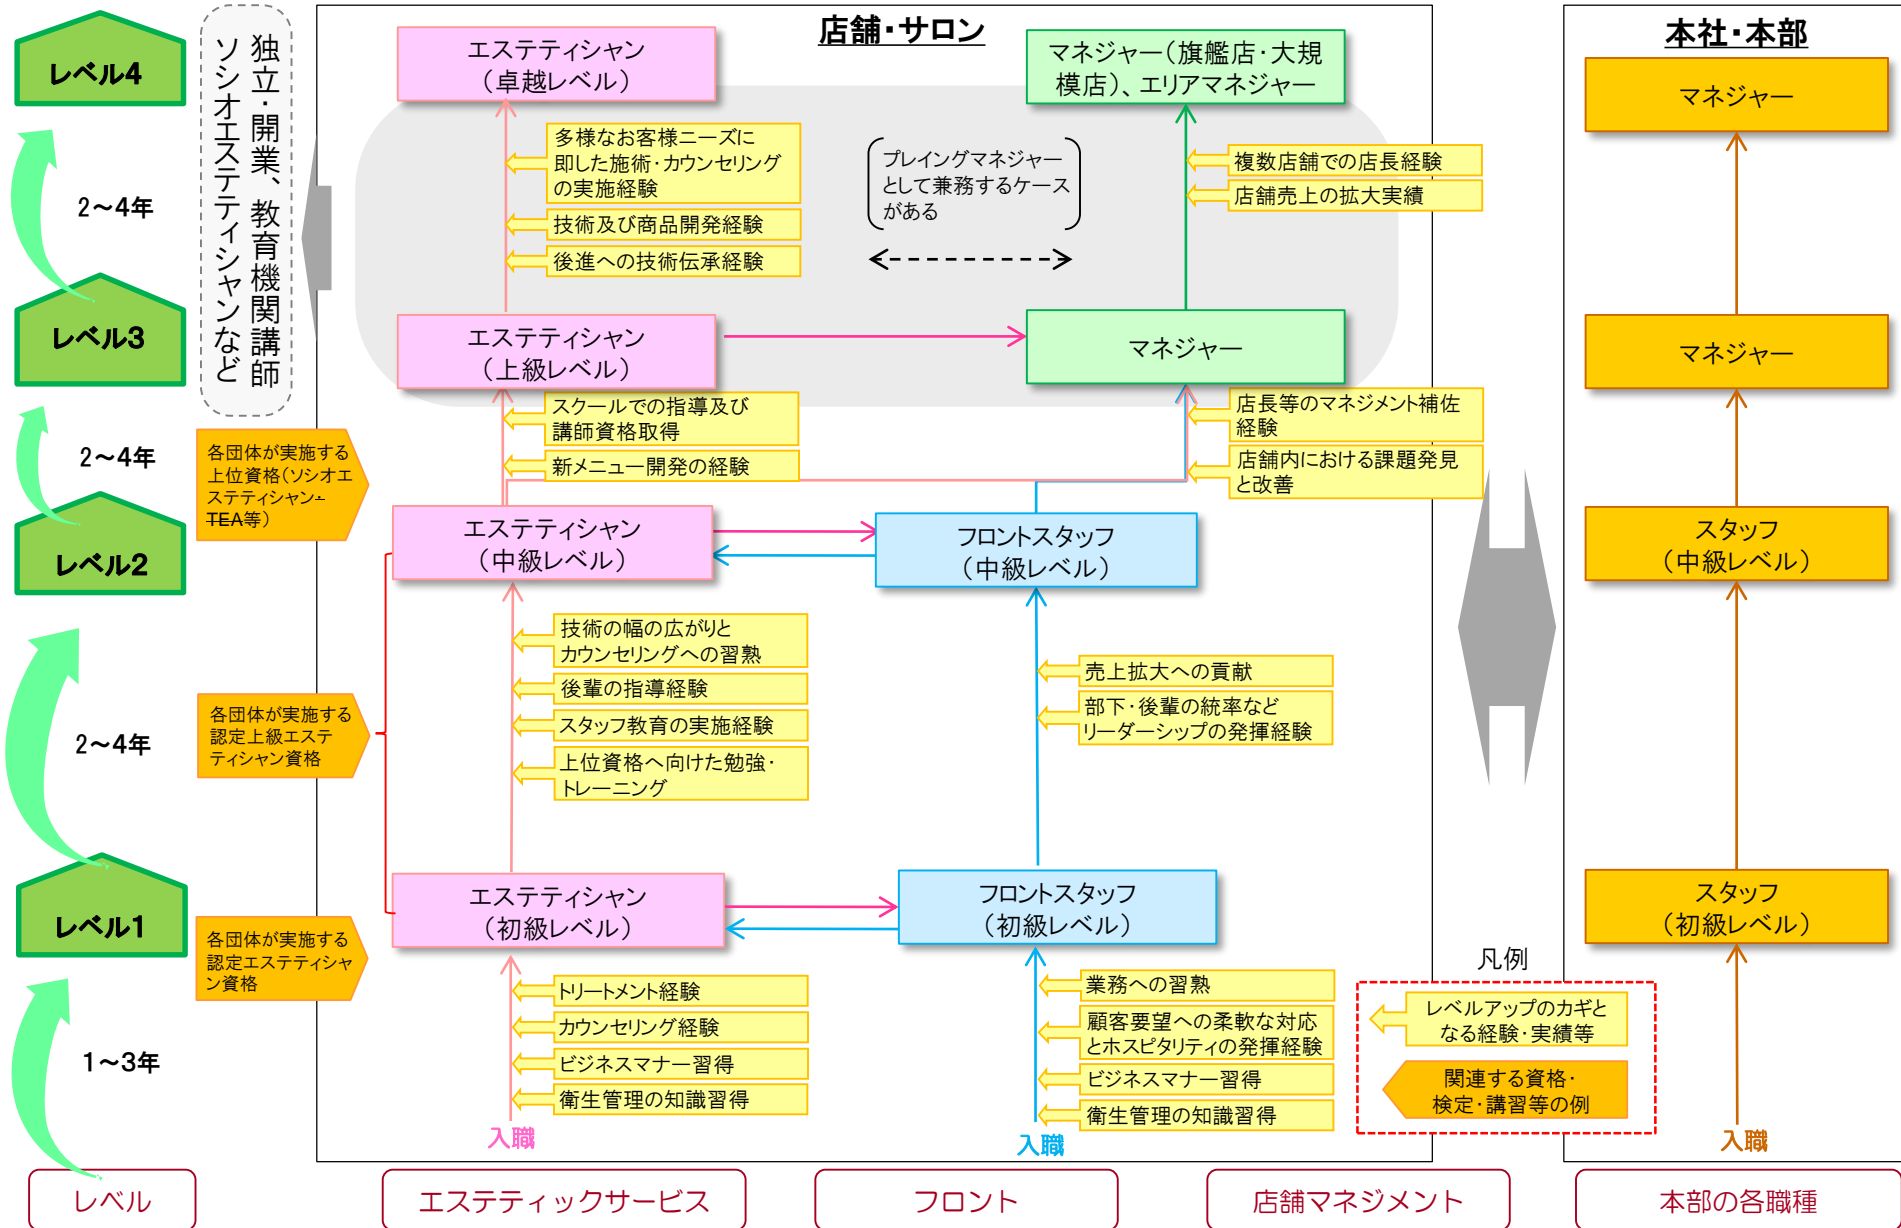 店舗・サロン
本社・本部
レベル4
独立・開業、教育機関講師
ソシオエステティシャンなど
エステティシャン
（卓越レベル）
マネジャー（旗艦店・大規
模店）、エリアマネジャー
マネジャー
多様なお客様ニーズに
即した施術・カウンセリング
の実施経験
技術及び商品開発経験
後進への技術伝承経験
プレイングマネジャー
として兼務するケース
がある
複数店舗での店長経験
店舗売上の拡大実績
2～4年
レベル3
エステティシャン
（上級レベル）
マネジャー
マネジャー
スクールでの指導及び
講師資格取得
新メニュー開発の経験
店長等のマネジメント補佐
経験
店舗内における課題発見
と改善
2～4年
各団体が実施する
上位資格（ソシオエ
ステティシャン・
TEA等）
レベル2
エステティシャン
（中級レベル）
フロントスタッフ
（中級レベル）
スタッフ
（中級レベル）
技術の幅の広がりと
カウンセリングへの習熟
後輩の指導経験
スタッフ教育の実施経験
上位資格へ向けた勉強・
トレーニング
売上拡大への貢献
部下・後輩の統率など
リーダーシップの発揮経験
2～4年
各団体が実施する
認定上級エステ
ティシャン資格
レベル1
エステティシャン
（初級レベル）
フロントスタッフ
（初級レベル）
スタッフ
（初級レベル）
各団体が実施する
認定エステティシャ
ン資格
トリートメント経験
カウンセリング経験
ビジネスマナー習得
衛生管理の知識習得
業務への習熟
顧客要望への柔軟な対応
とホスピタリティの発揮経験
ビジネスマナー習得
衛生管理の知識習得
1～3年
凡例
レベルアップのカギと
なる経験・実績等
関連する資格・
検定・講習等の例
入職
入職
入職
レベル
エステティックサービス
フロント
店舗マネジメント
本部の各職種